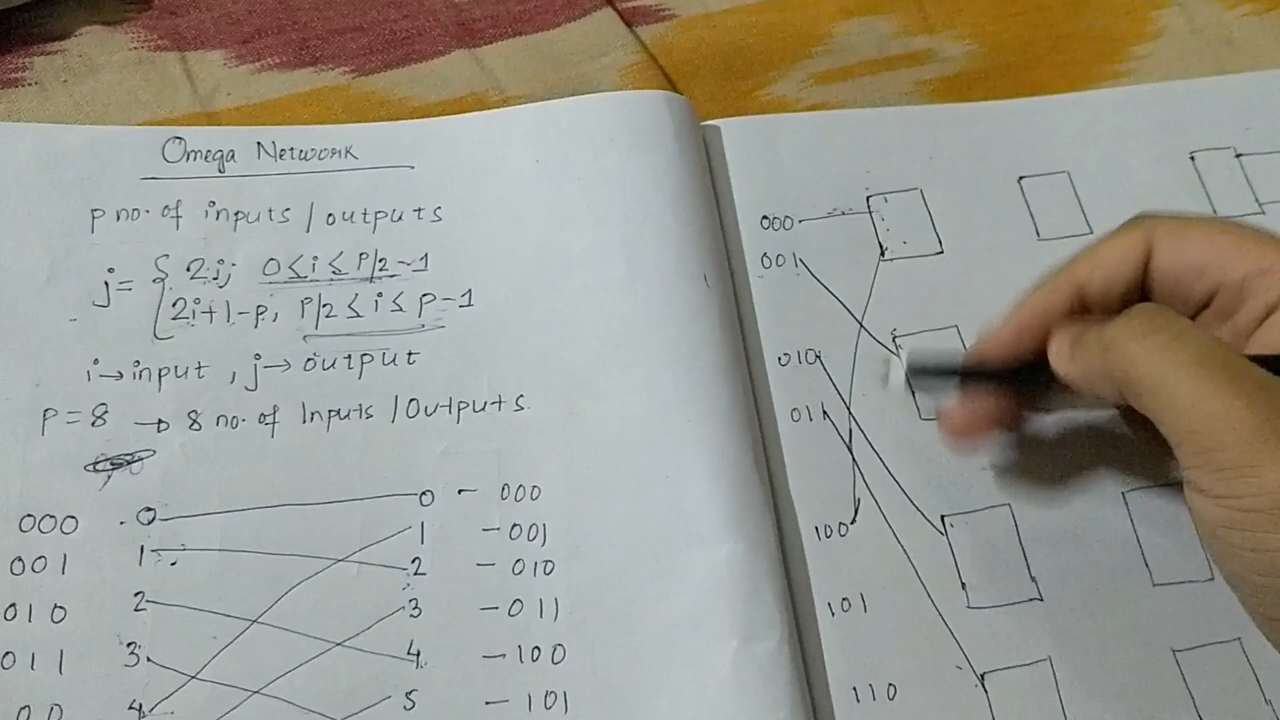 Omega Network
p no. of inputs / outputs
j = { 2i, 0 ≤ i ≤ P/2 - 1
2i+1-p, P/2 ≤ i ≤ p-1
i → input, j → output
P = 8 → 8 no. of Inputs / Outputs
000 0 0 - 000
001 1 1 - 001
010 2 2 - 010
011 3 3 - 011
4 4 - 100
5 - 101
000
001
010
011
100
101
110